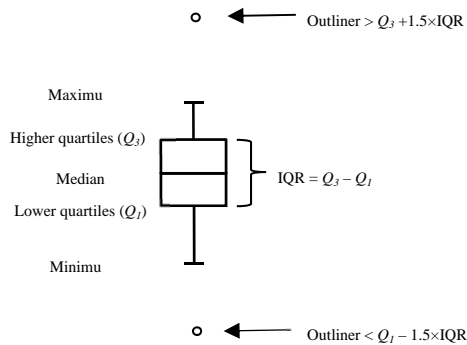 Outliner > Q3 +1.5×IQR
Maximu
Higher quartiles (Q3)
Median
IQR = Q3 – Q1
Lower quartiles (Q1)
Minimu
Outliner < Q1 – 1.5×IQR